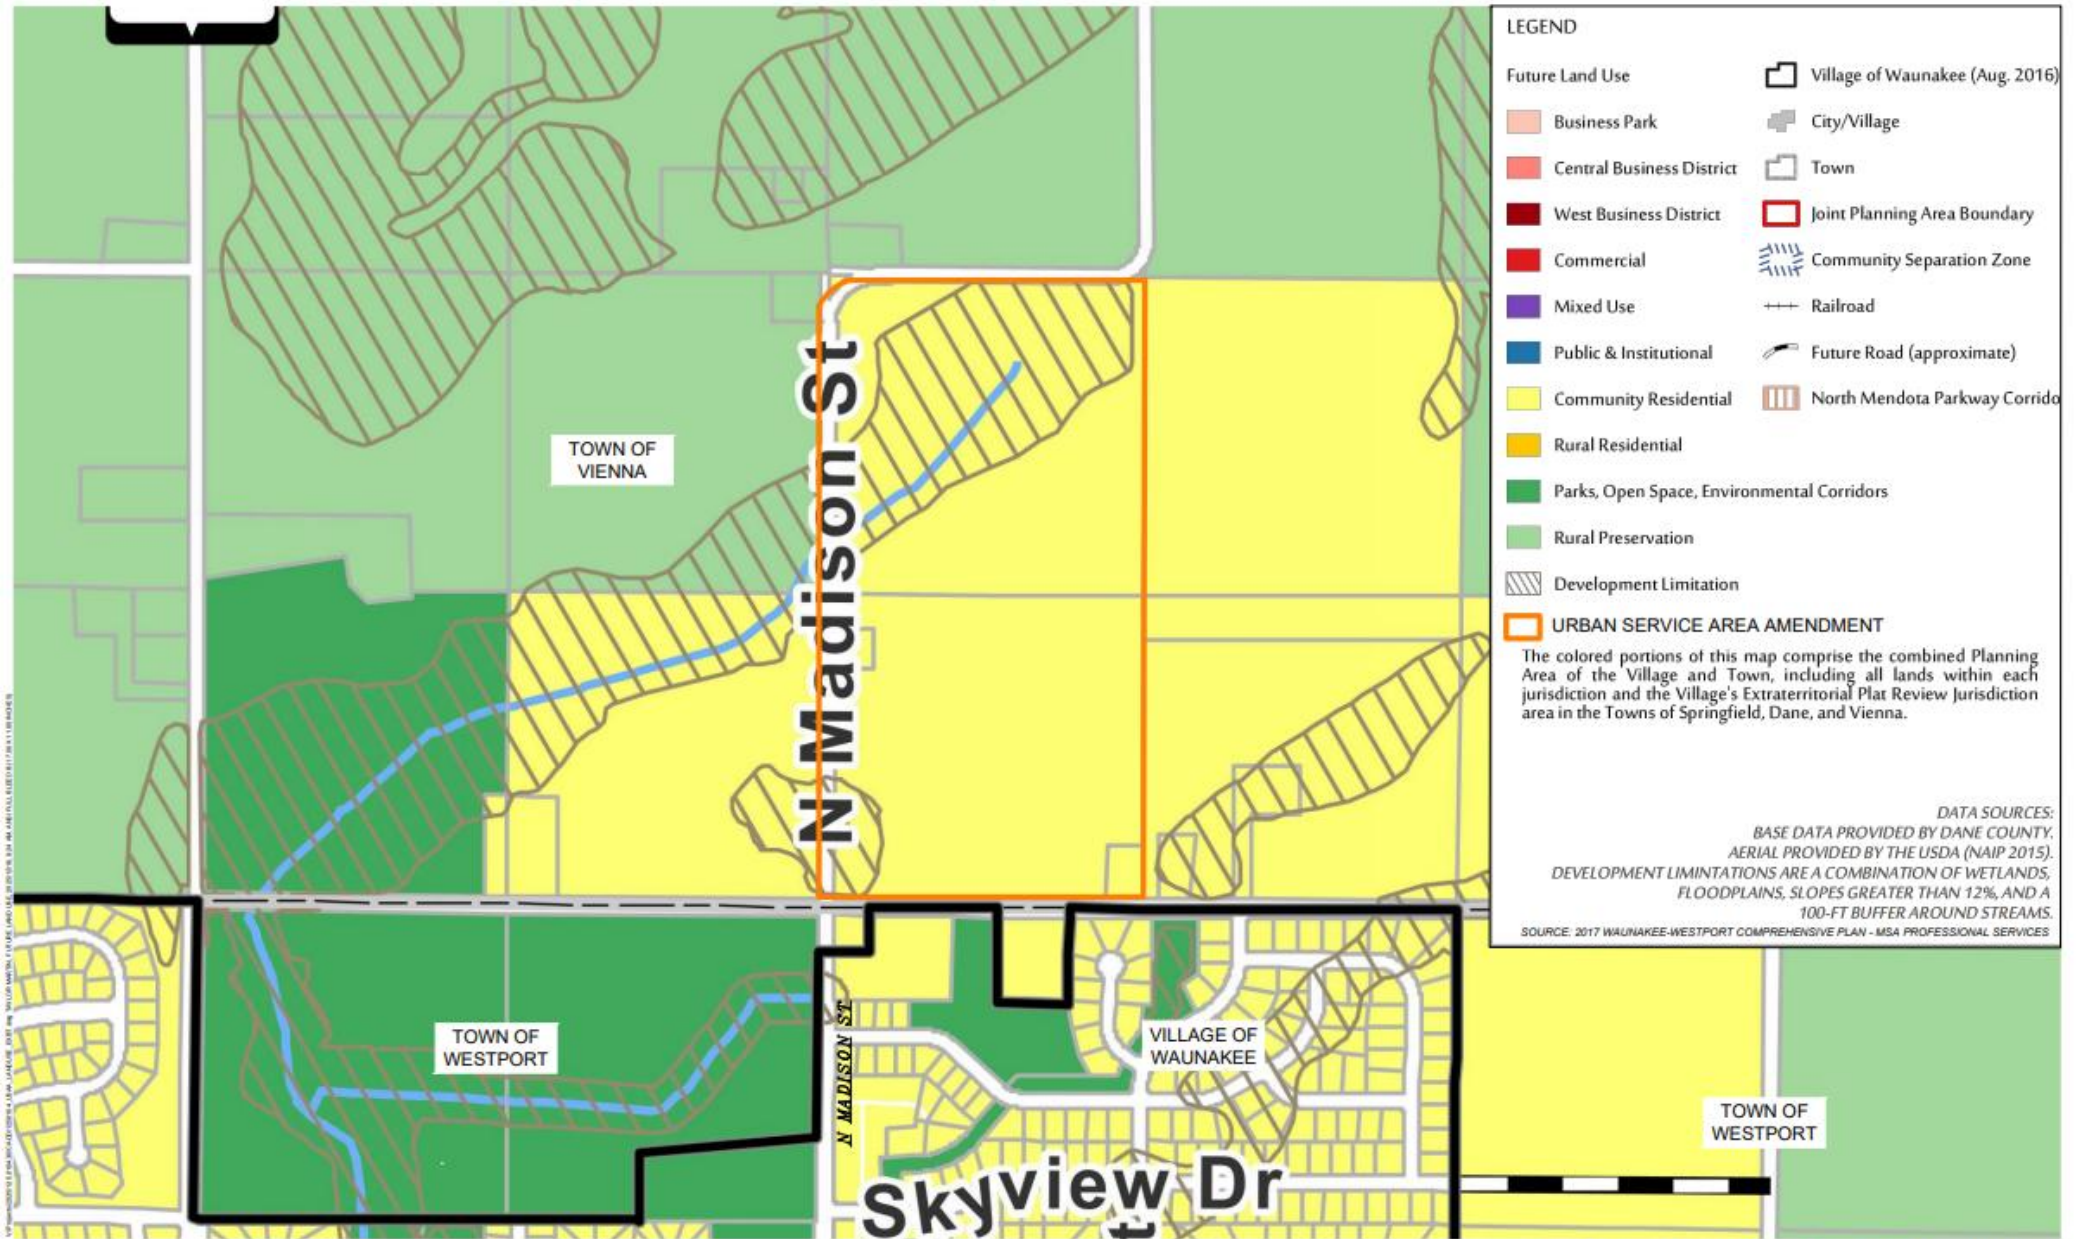 LEGEND
Future Land Use
Business Park
Central Business District
West Business District
Commercial
Mixed Use
Public & Institutional
Community Residential
Rural Residential
Parks, Open Space, Environmental Corridors
Rural Preservation
Development Limitation
Village of Waunakee (Aug. 2016)
City/Village
Town
Joint Planning Area Boundary
Community Separation Zone
Railroad
Future Road (approximate)
North Mendota Parkway Corrido
URBAN SERVICE AREA AMENDMENT
The colored portions of this map comprise the combined Planning
Area of the Village and Town, including all lands within each
jurisdiction and the Village's Extraterritorial Plat Review Jurisdiction
area in the Towns of Springfield, Dane, and Vienna.
DATA SOURCES:
BASE DATA PROVIDED BY DANE COUNTY.
AERIAL PROVIDED BY THE USDA (NAIP 2015).
DEVELOPMENT LIMINTATIONS ARE A COMBINATION OF WETLANDS,
FLOODPLAINS, SLOPES GREATER THAN 12%, AND A
100-FT BUFFER AROUND STREAMS.
SOURCE: 2017 WAUNAKEE-WESTPORT COMPREHENSIVE PLAN - MSA PROFESSIONAL SERVICES
TOWN OF
VIENNA
N Madison St
TOWN OF
WESTPORT
N MADISON ST
VILLAGE OF
WAUNAKEE
TOWN OF
WESTPORT
Skyview Dr